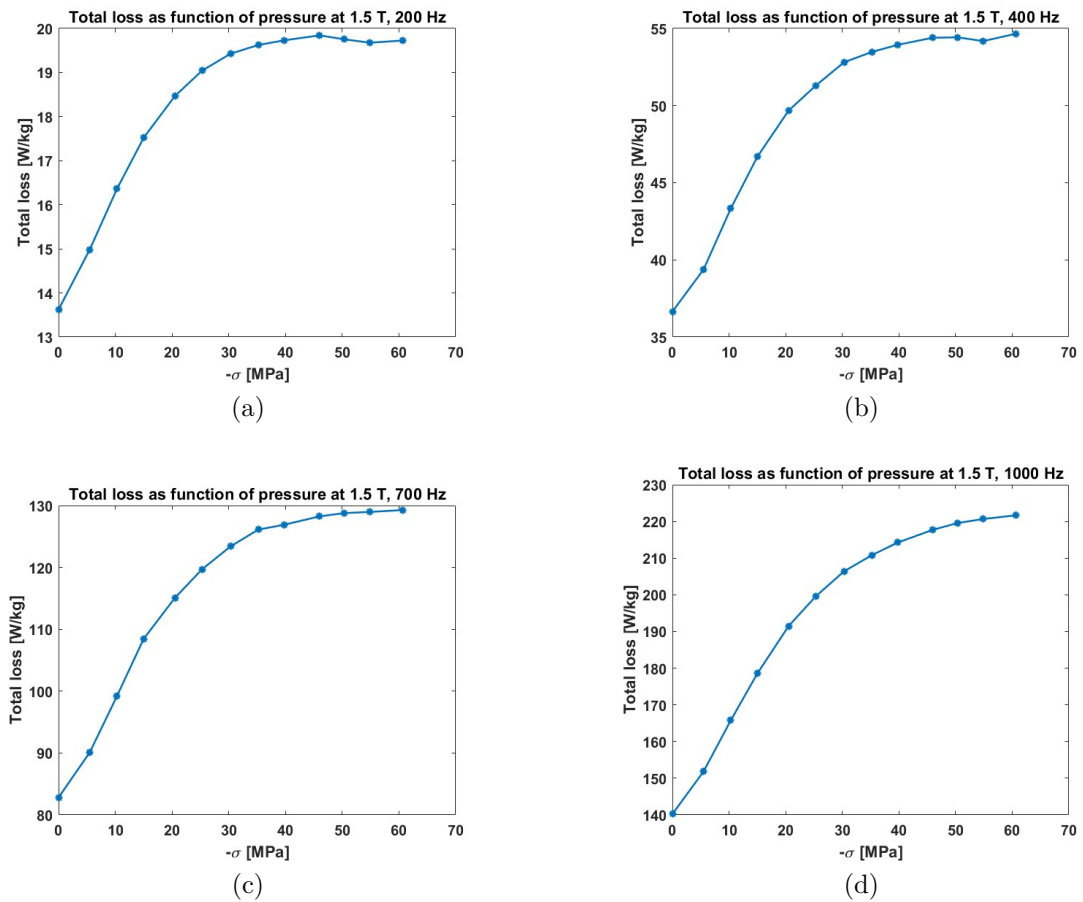 Total loss as function of pressure at 1.5 T, 200 Hz
20
19
18
17
16
15
14
13
Total loss [W/kg]
0 10 20 30 40 50 60 70
-σ [MPa]
(a)
Total loss as function of pressure at 1.5 T, 400 Hz
55
50
45
40
35
Total loss [W/kg]
0 10 20 30 40 50 60 70
-σ [MPa]
(b)
Total loss as function of pressure at 1.5 T, 700 Hz
130
120
110
100
90
80
Total loss [W/kg]
0 10 20 30 40 50 60 70
-σ [MPa]
(c)
Total loss as function of pressure at 1.5 T, 1000 Hz
230
220
210
200
190
180
170
160
150
140
Total loss [W/kg]
0 10 20 30 40 50 60 70
-σ [MPa]
(d)